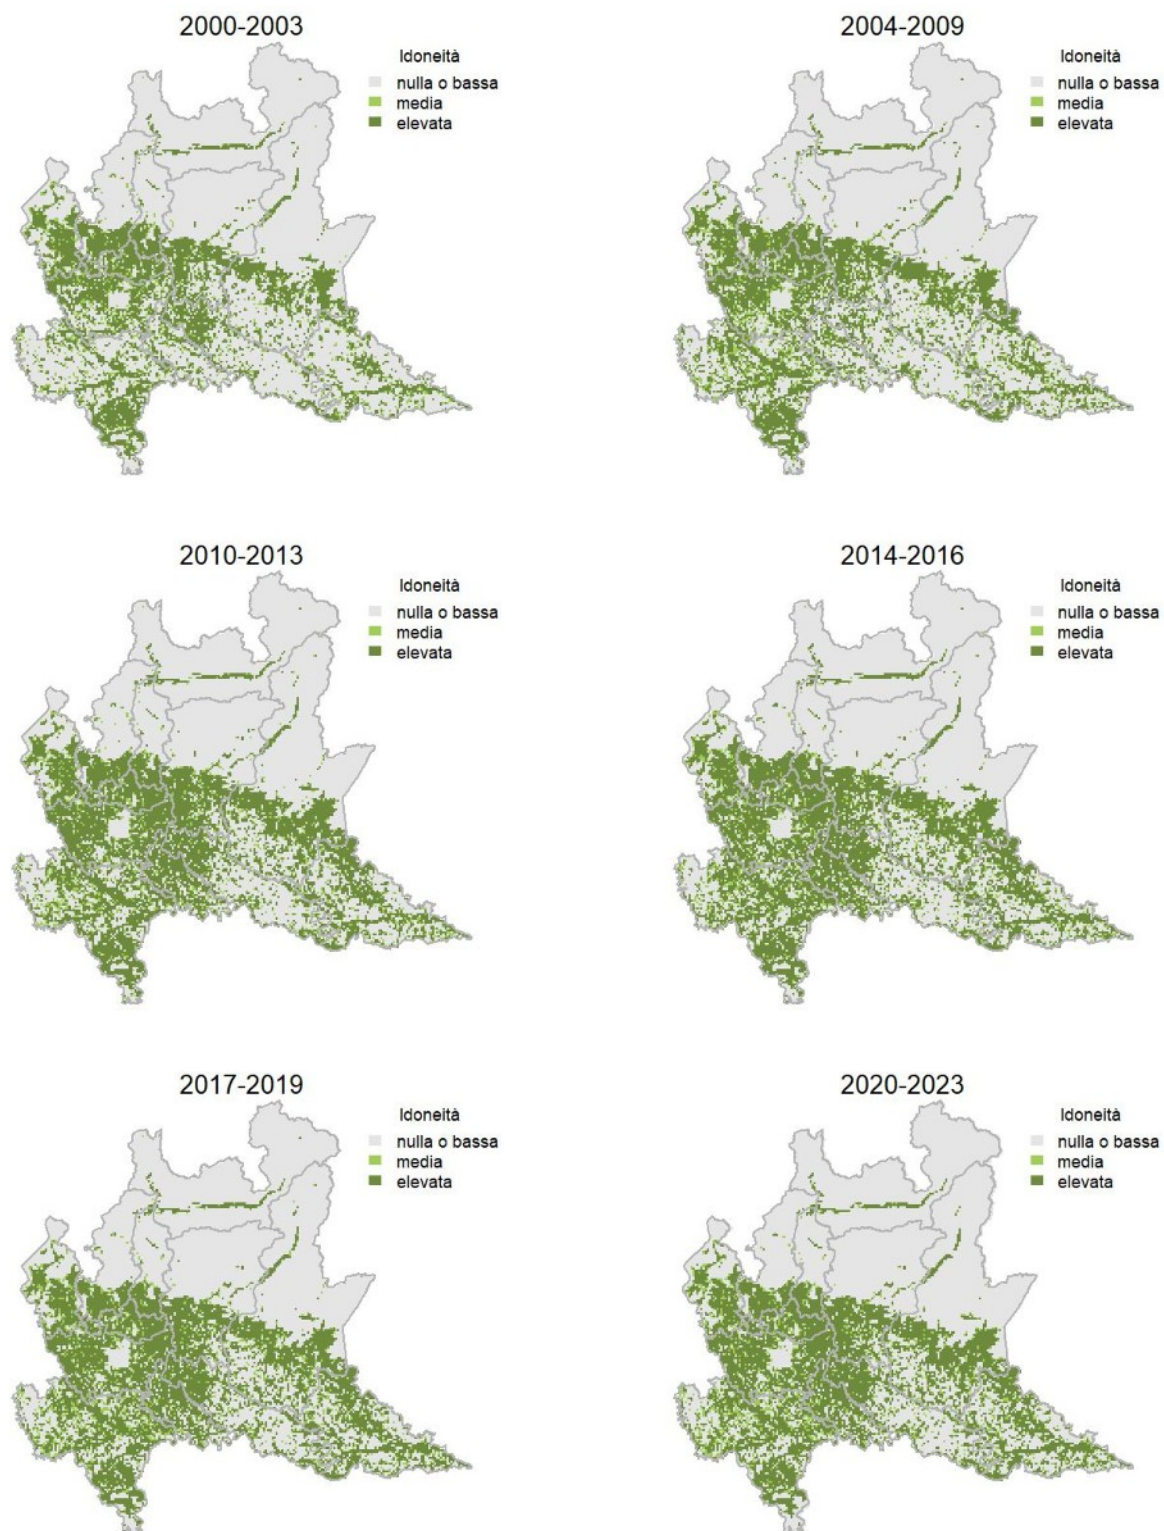 2000-2003
Idoneità
nulla o bassa
media
elevata
2004-2009
Idoneità
nulla o bassa
media
elevata
2010-2013
Idoneità
nulla o bassa
media
elevata
2014-2016
Idoneità
nulla o bassa
media
elevata
2017-2019
Idoneità
nulla o bassa
media
elevata
2020-2023
Idoneità
nulla o bassa
media
elevata